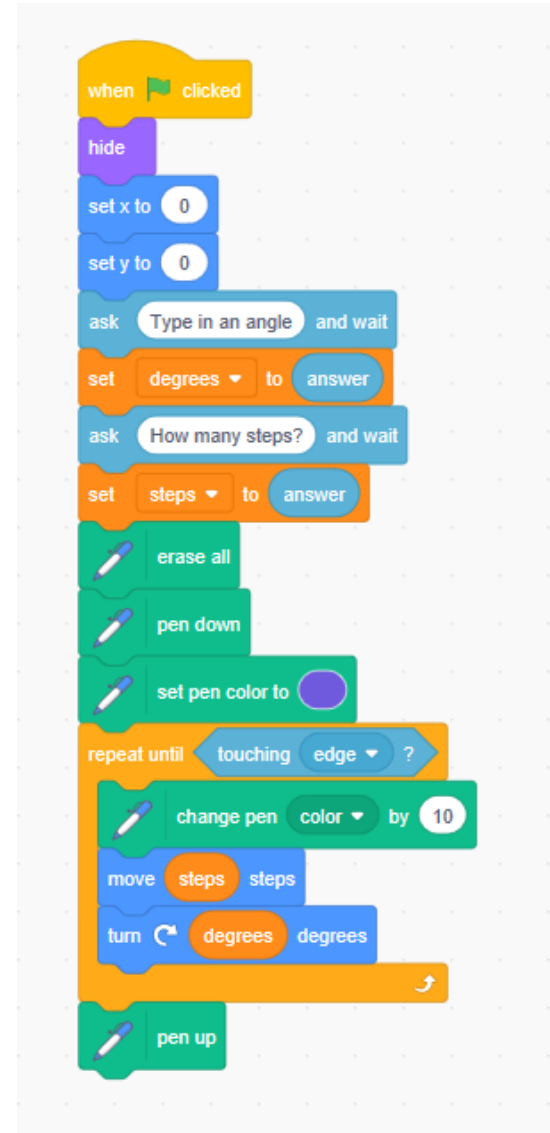 when clicked
hide
set x to 0
set y to 0
ask Type in an angle and wait
set degrees to answer
ask How many steps? and wait
set steps to answer
erase all
pen down
set pen color to
repeat until touching edge ?
change pen color by 10
move steps steps
turn degrees degrees
pen up